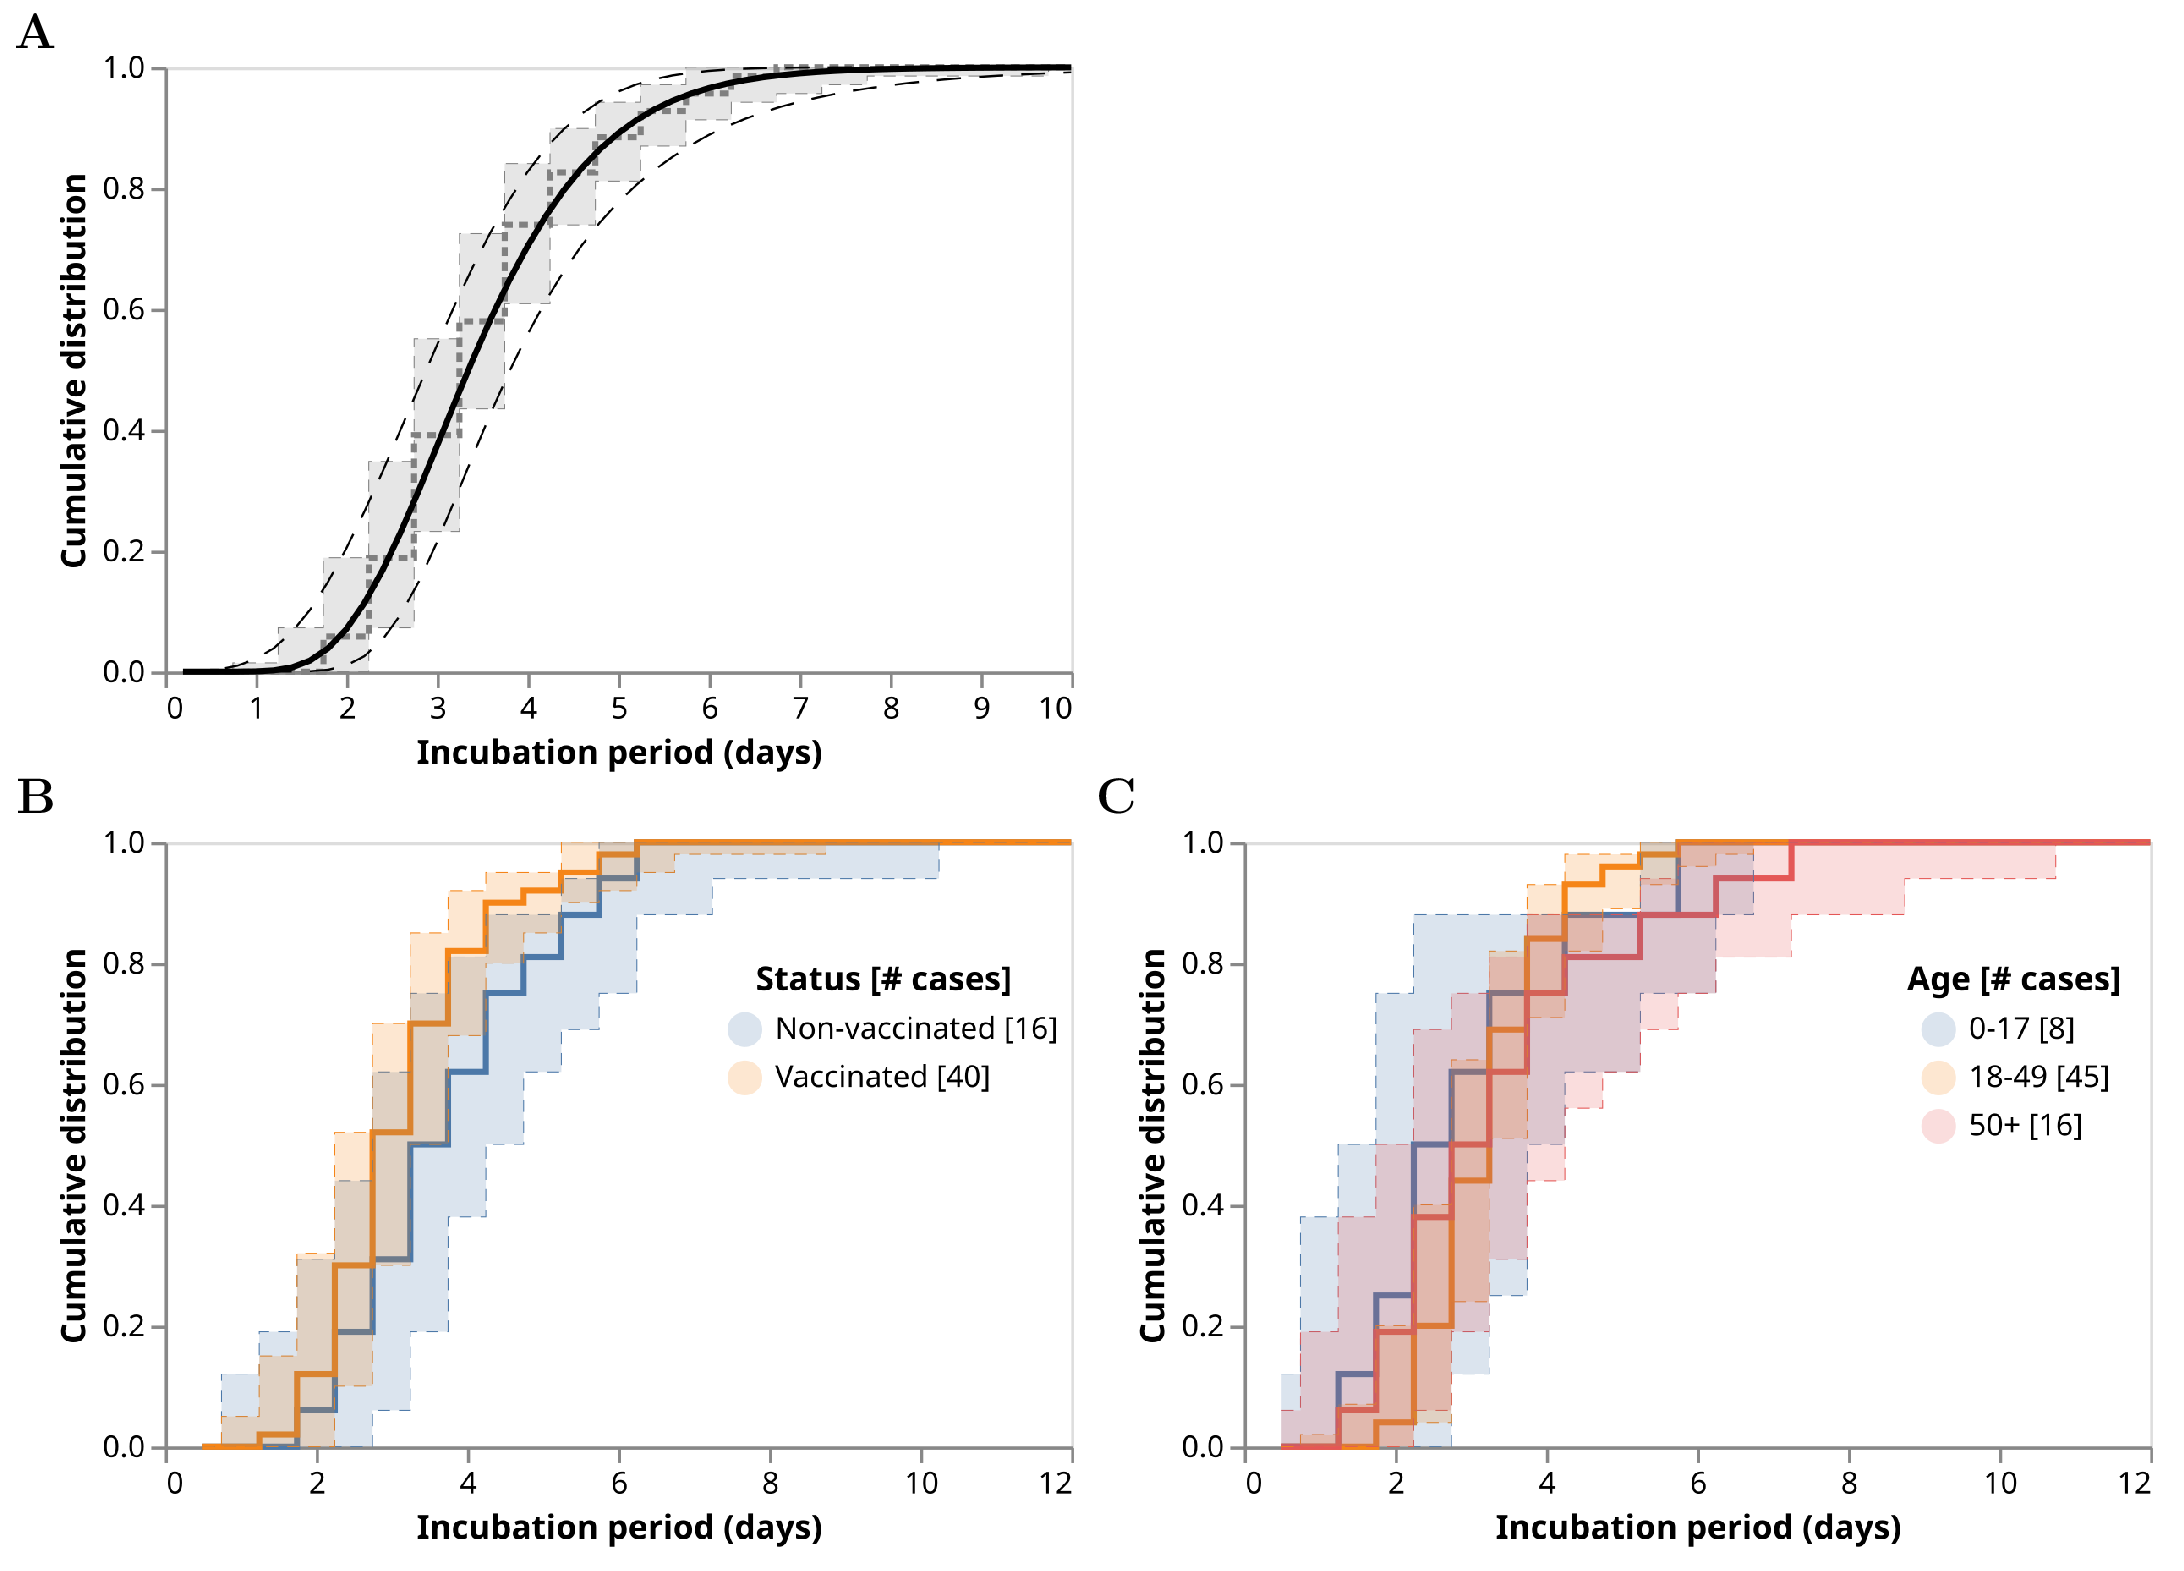 A
1.0
0.8
0.6
0.4
0.2
0.0
Cumulative distribution
0 1 2 3 4 5 6 7 8 9 10
Incubation period (days)
B
1.0
0.8
0.6
0.4
0.2
0.0
Cumulative distribution
Status [# cases]
Non-vaccinated [16]
Vaccinated [40]
0 2 4 6 8 10 12
Incubation period (days)
C
1.0
0.8
0.6
0.4
0.2
0.0
Cumulative distribution
Age [# cases]
0-17 [8]
18-49 [45]
50+ [16]
0 2 4 6 8 10 12
Incubation period (days)